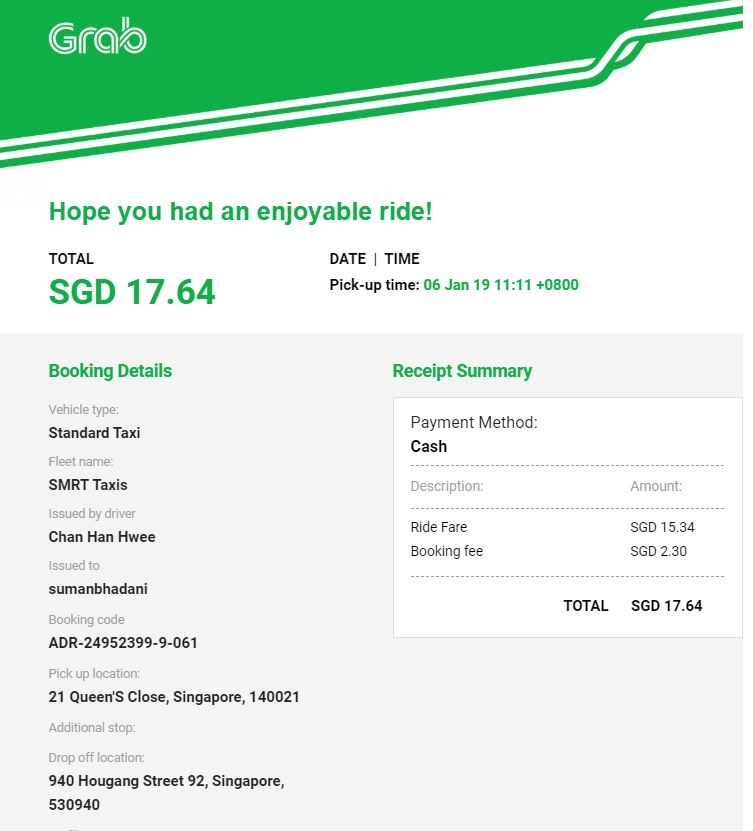 Grab
Hope you had an enjoyable ride!
TOTAL
SGD 17.64
DATE | TIME
Pick-up time: 06 Jan 19 11:11 +0800
Booking Details
Vehicle type:
Standard Taxi
Fleet name:
SMRT Taxis
Issued by driver
Chan Han Hwee
Issued to
sumanbhadani
Booking code
ADR-24952399-9-061
Pick up location:
21 Queen'S Close, Singapore, 140021
Additional stop:
Drop off location:
940 Hougang Street 92, Singapore,
530940
Receipt Summary
Payment Method:
Cash
Description: Amount:
Ride Fare SGD 15.34
Booking fee SGD 2.30
TOTAL SGD 17.64